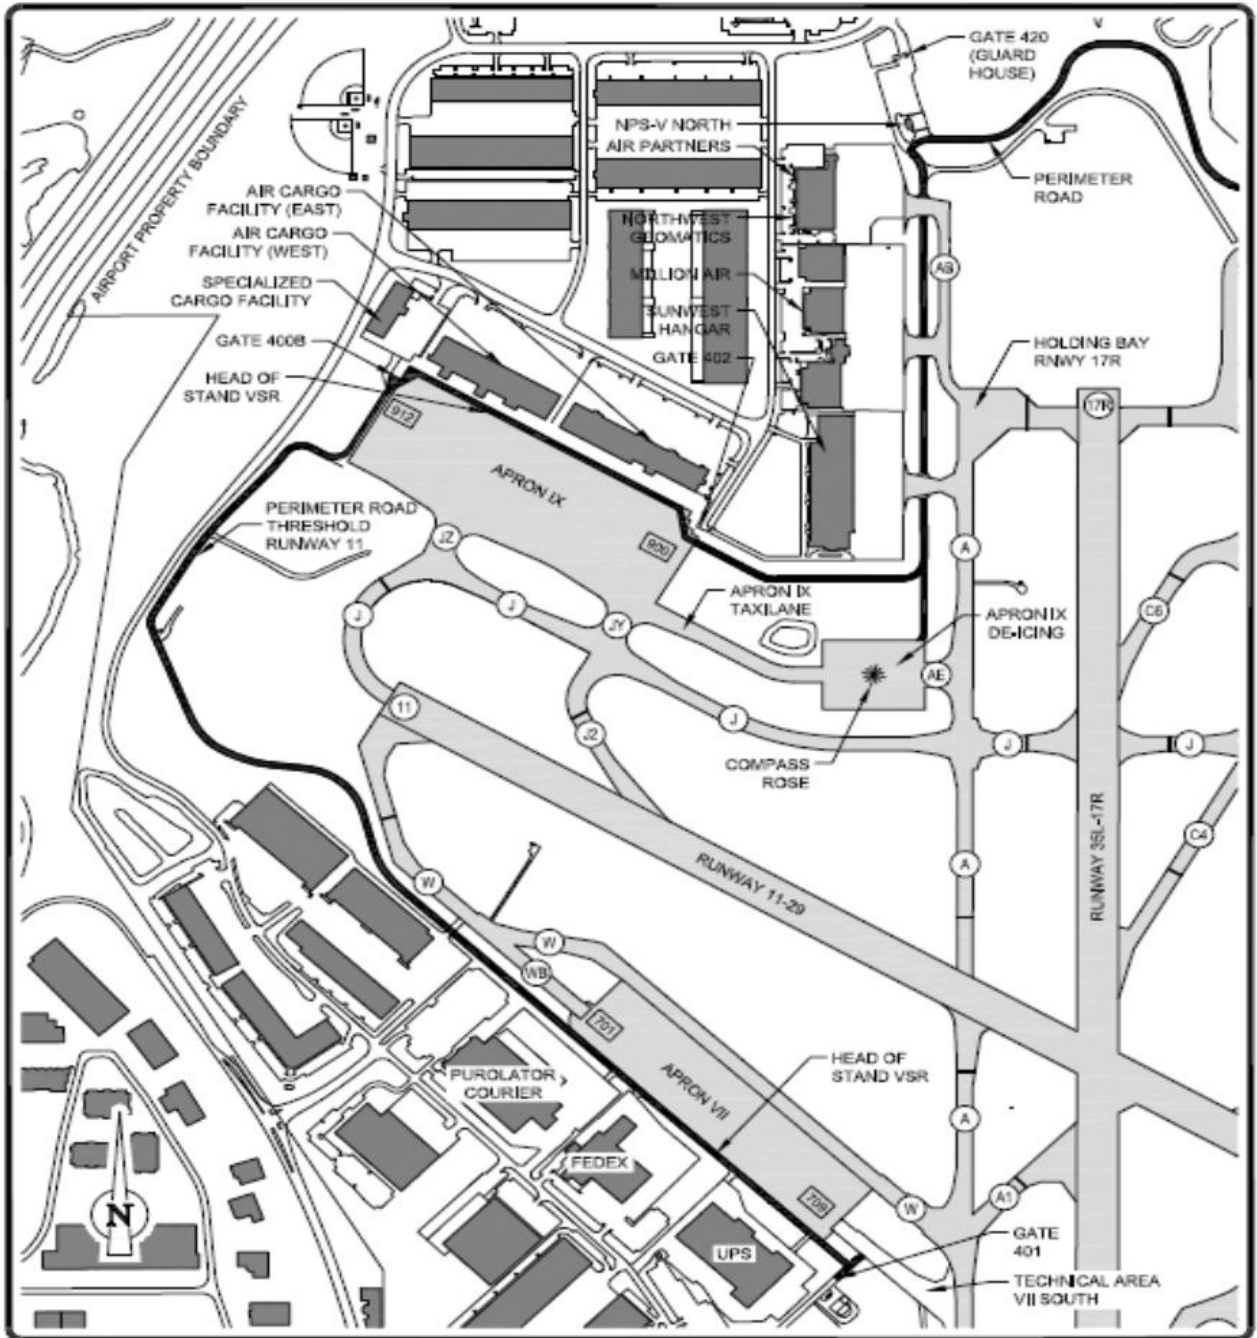 GATE 420
(GUARD
HOUSE)
NPS-V NORTH
AIR PARTNERS
PERIMETER
ROAD
AIRPORT PROPERTY BOUNDARY
AIR CARGO
FACILITY (EAST)
AIR CARGO
FACILITY (WEST)
SPECIALIZED
CARGO FACILITY
GATE 400B
HEAD OF
STAND VSR
NORTHWEST
GEOMATICS
MILLION AIR
SUNWEST
HANGAR
GATE 402
AB
HOLDING BAY
RNWY 17R
17R
912
APRON IX
900
PERIMETER ROAD
THRESHOLD
RUNWAY 11
JZ
J
J
JY
APRON IX
TAXILANE
A
C6
APRON IX
DE-ICING
AE
11
J2
J
J
J
COMPASS
ROSE
RUNWAY 35L-17R
C4
RUNWAY 11-29
A
W
W
WB
701
APRON VII
HEAD OF
STAND VSR
PUROLATOR
COURIER
FEDEX
A
709
W
A1
UPS
N
GATE
401
TECHNICAL AREA
VII SOUTH